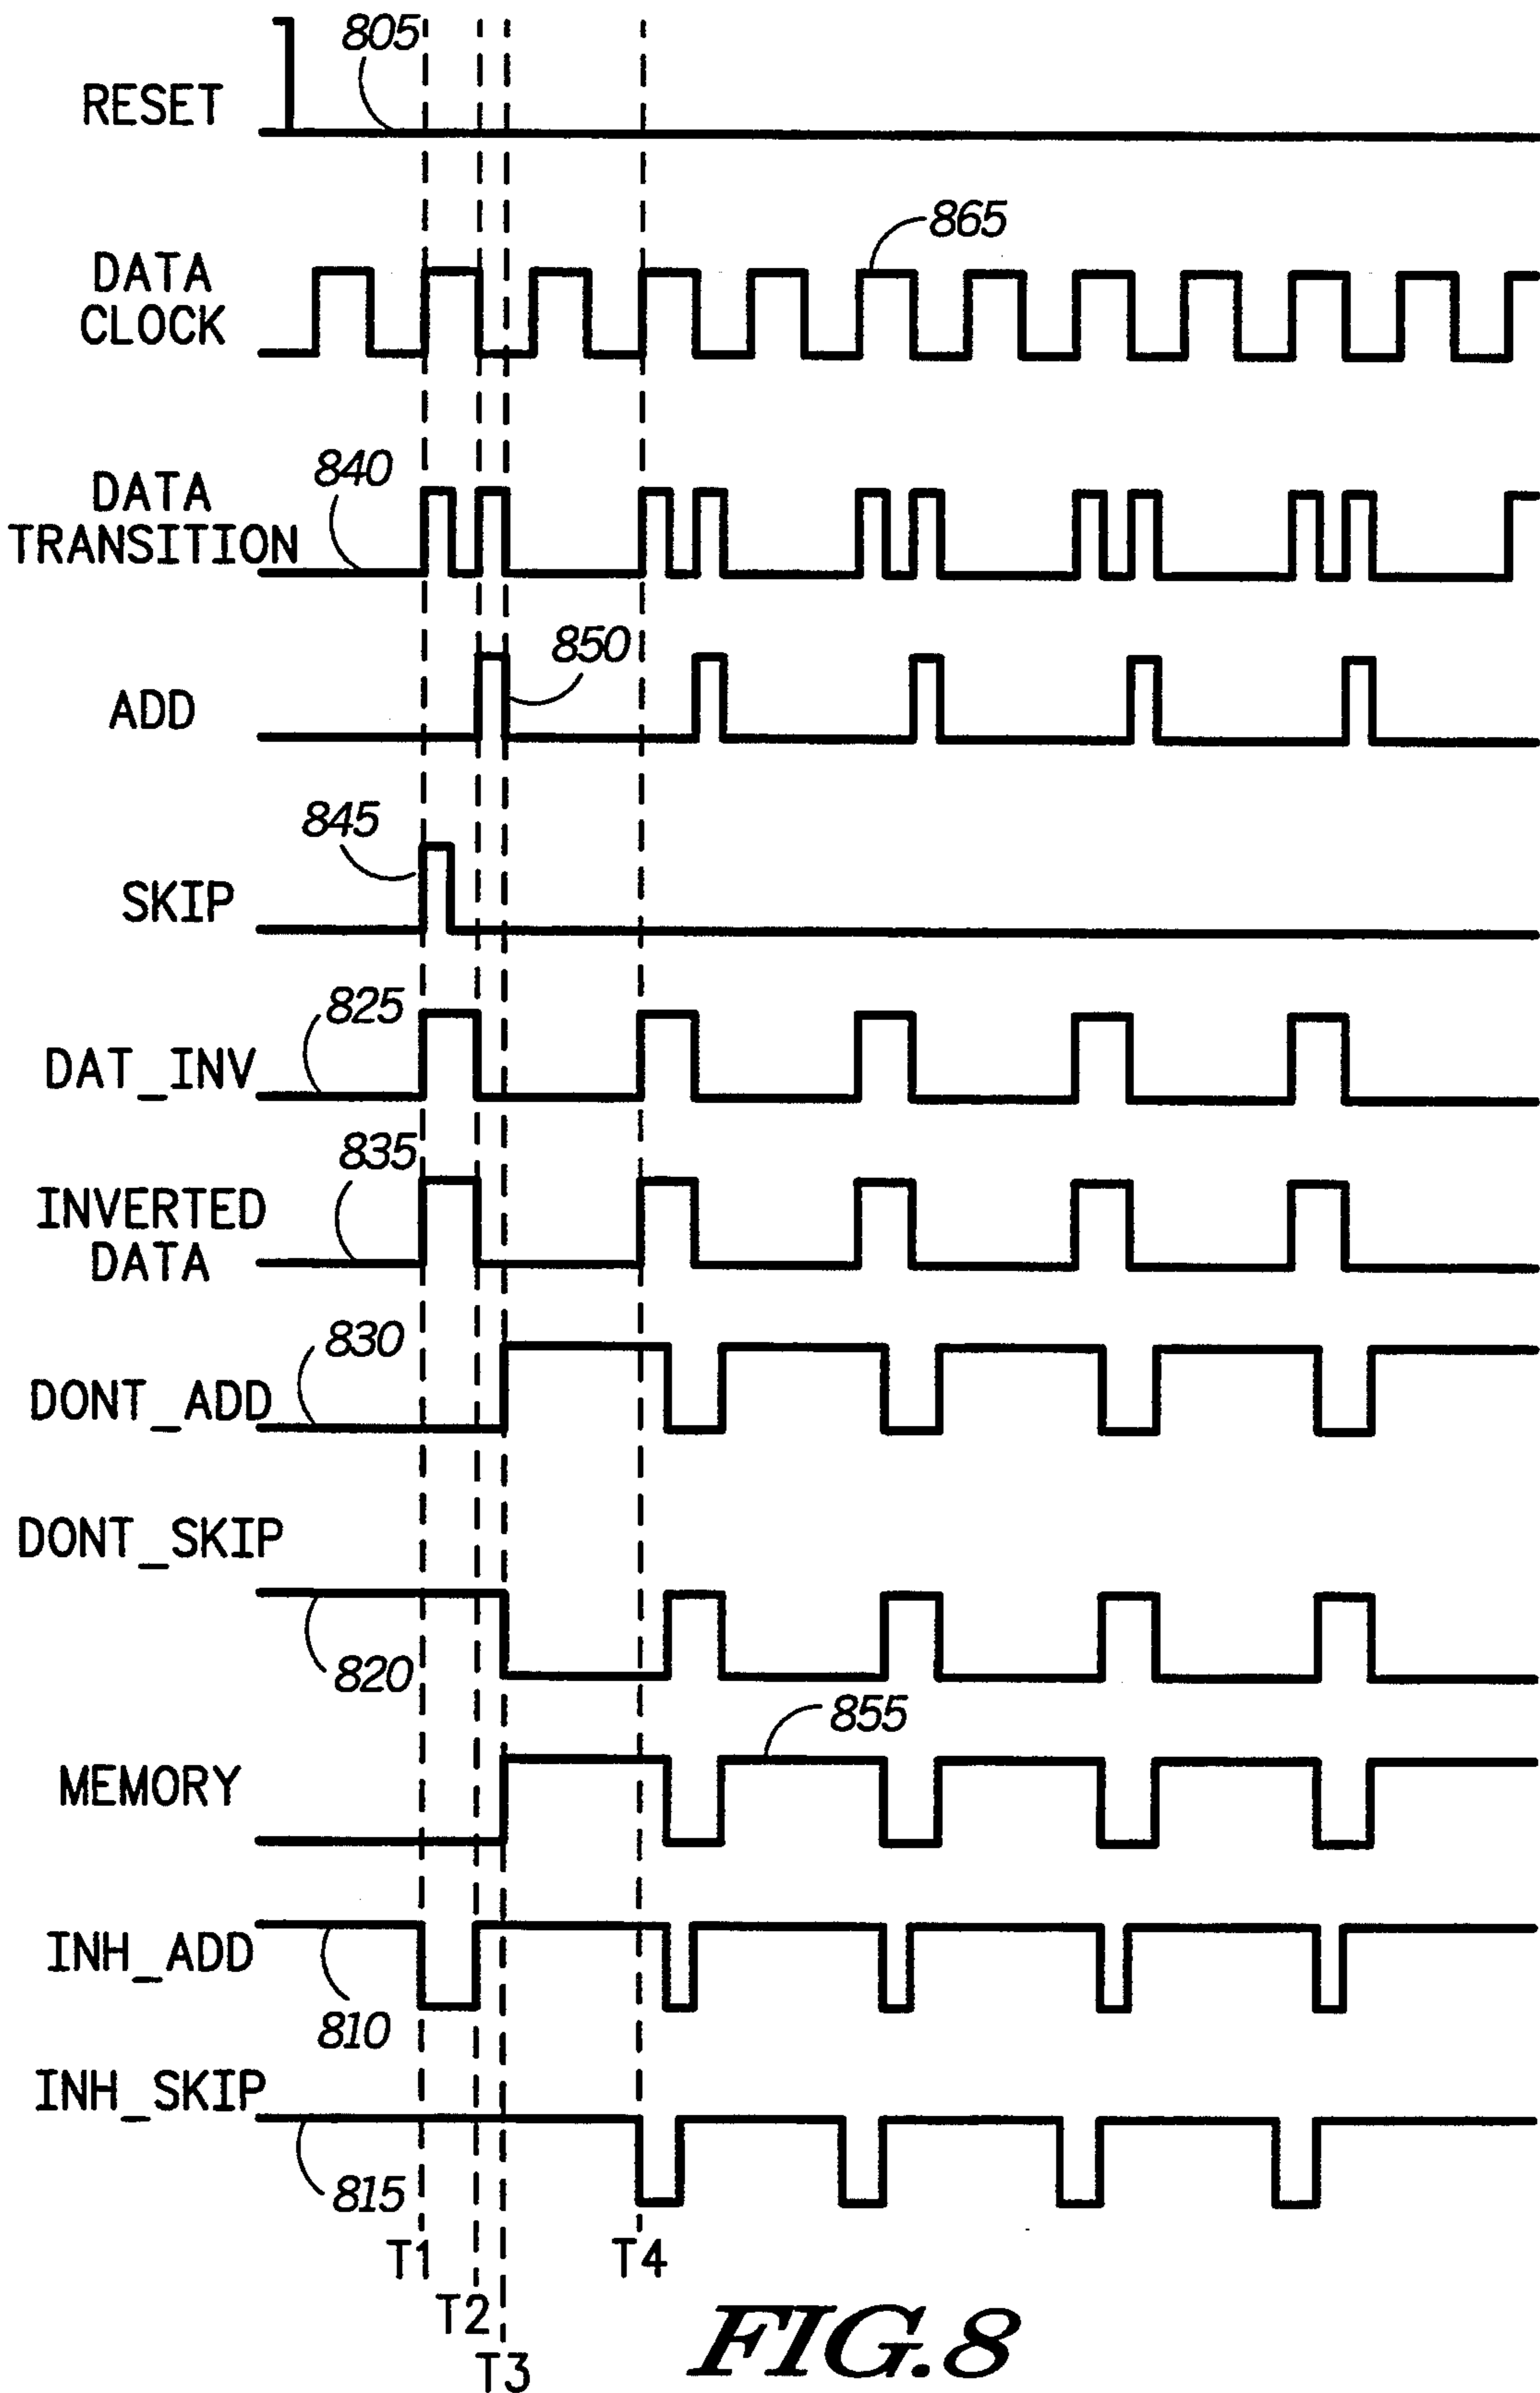 805
RESET
865
DATA
CLOCK
840
DATA
TRANSITION
850
ADD
845
SKIP
825
DAT_INV
835
INVERTED
DATA
830
DONT_ADD
DONT_SKIP
820
855
MEMORY
INH_ADD
810
INH_SKIP
815
T1
T4
T2
T3
FIG.8